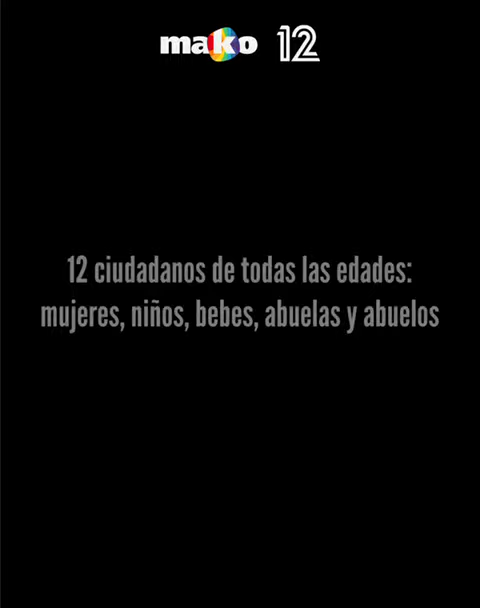 mako 12
12 ciudadanos de todas las edades:
mujeres, niños, bebes, abuelas y abuelos